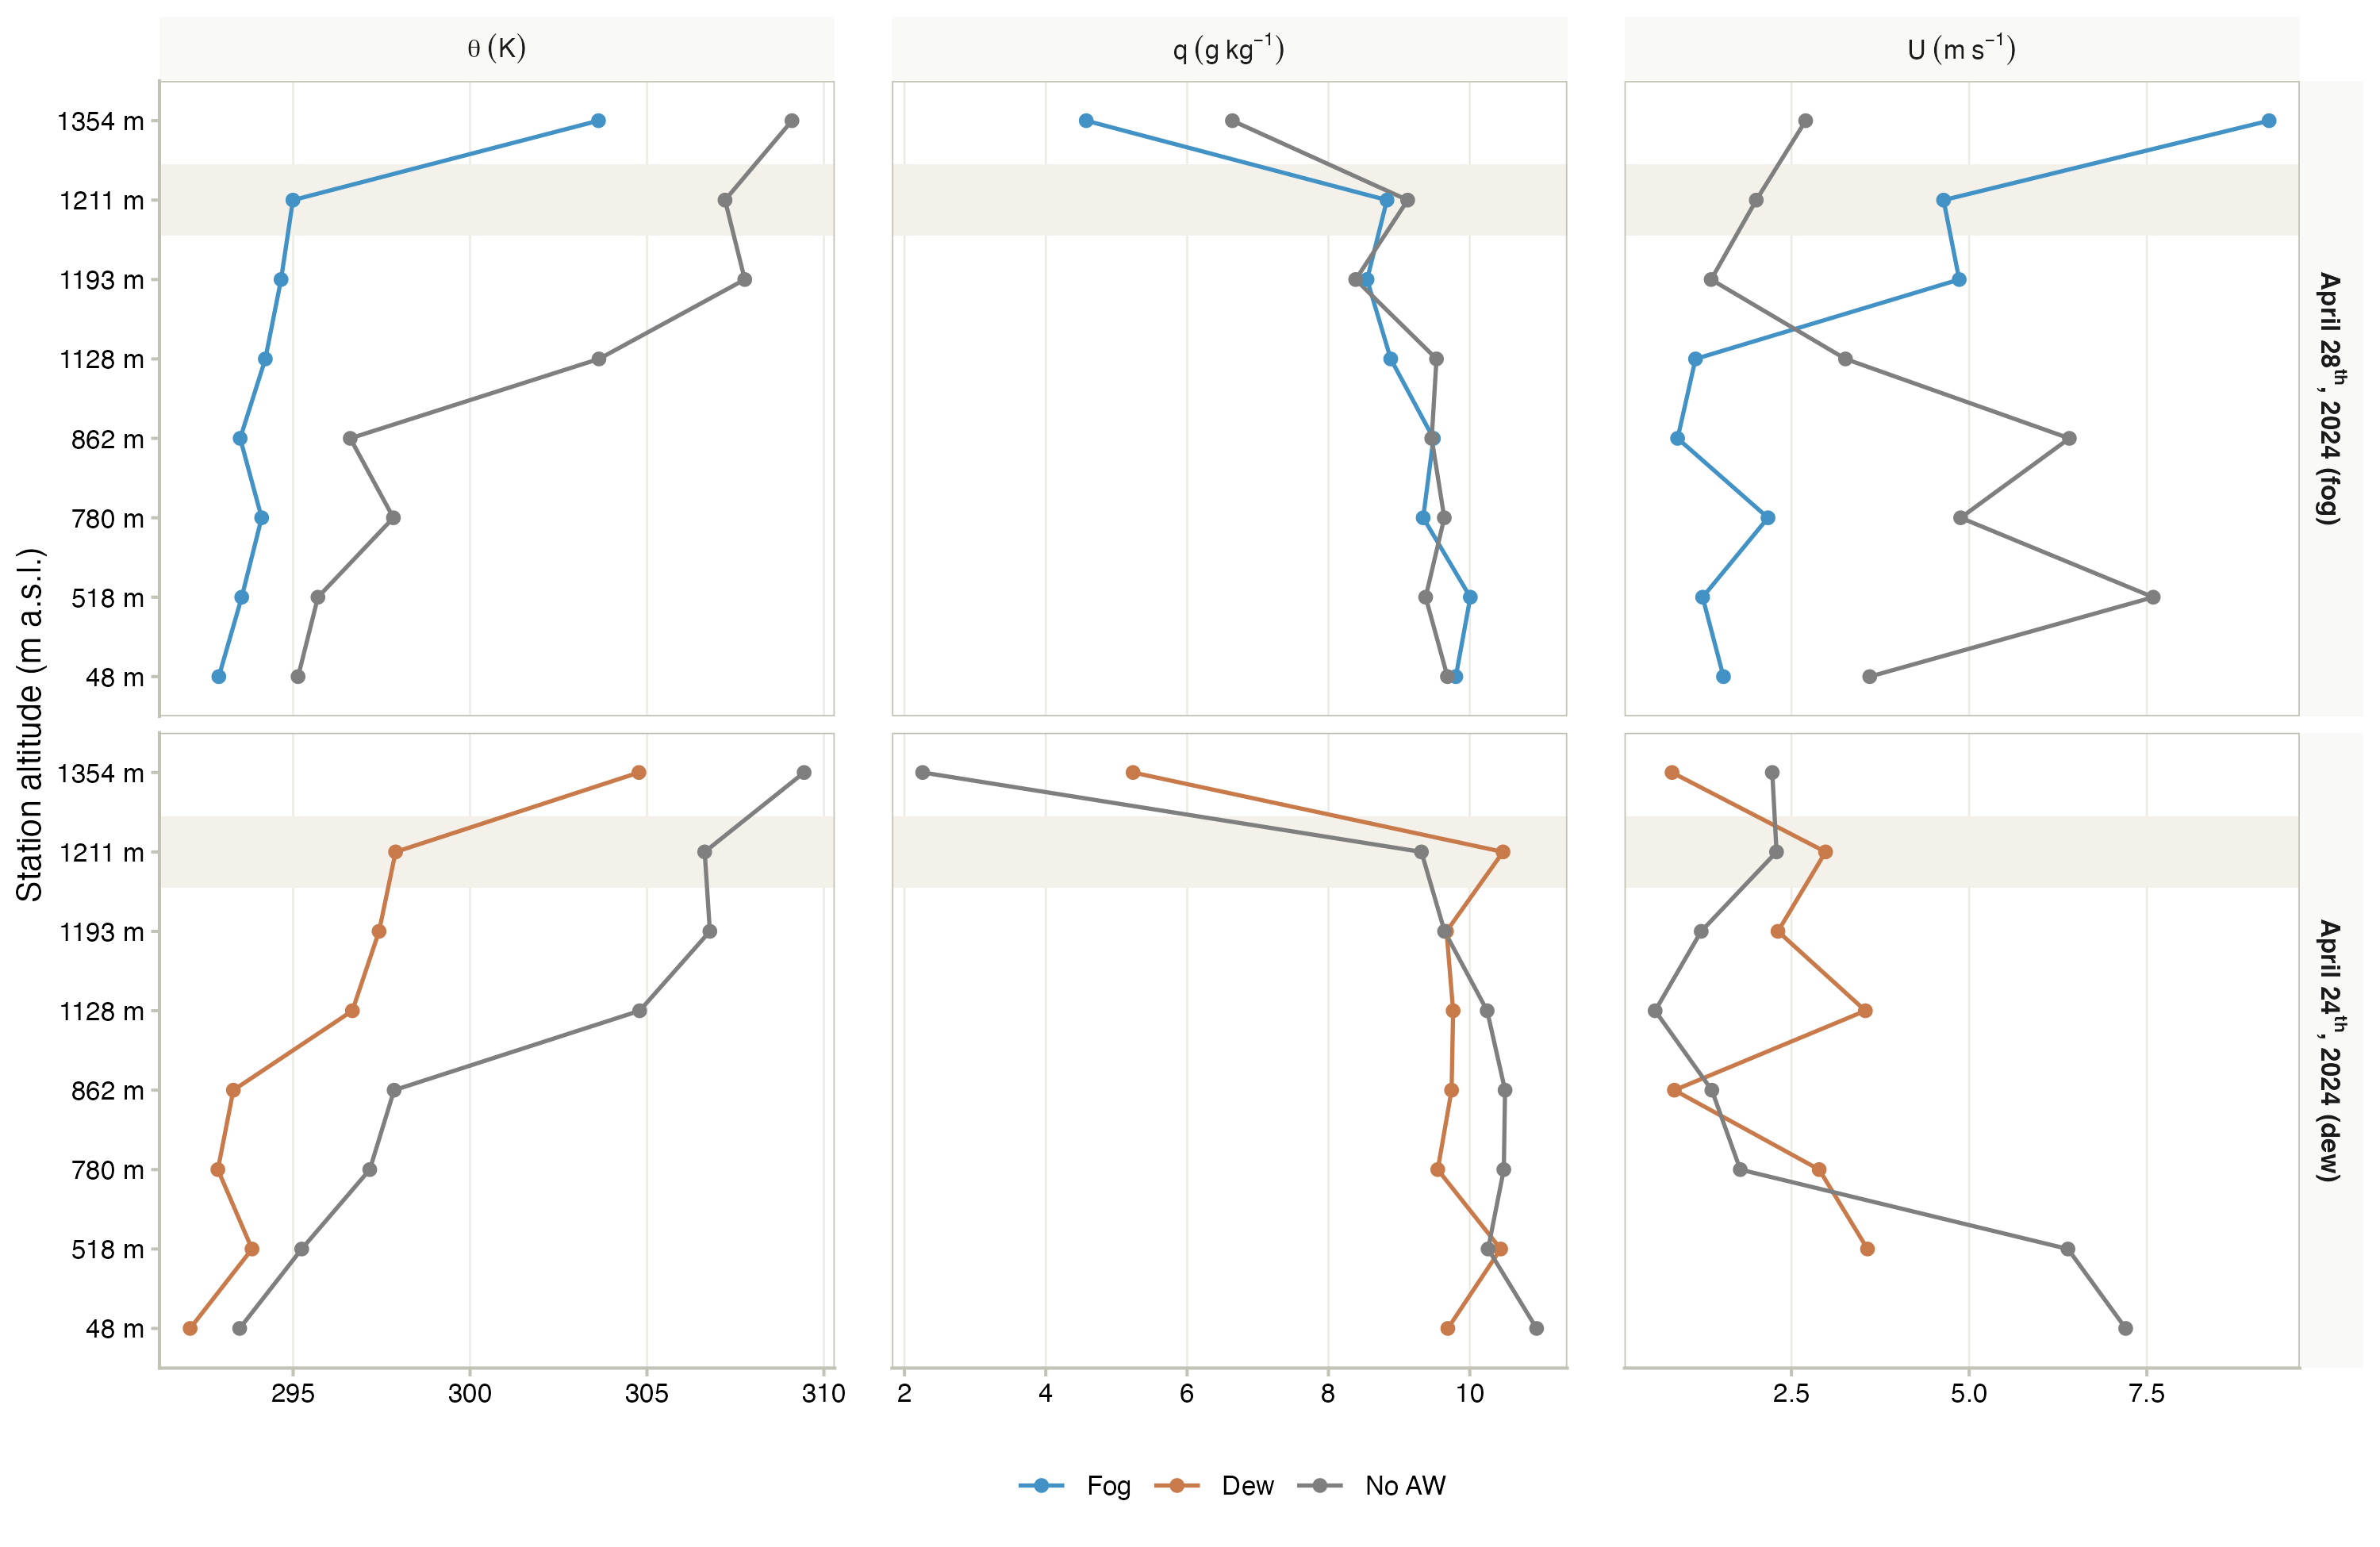 θ (K)
q (g kg⁻¹)
U (m s⁻¹)
Station altitude (m a.s.l.)
1354 m
1211 m
1193 m
1128 m
862 m
780 m
518 m
48 m
April 28ᵗʰ, 2024 (fog)
1354 m
1211 m
1193 m
1128 m
862 m
780 m
518 m
48 m
April 24ᵗʰ, 2024 (dew)
295 300 305 310
2 4 6 8 10
2.5 5.0 7.5
Fog Dew No AW